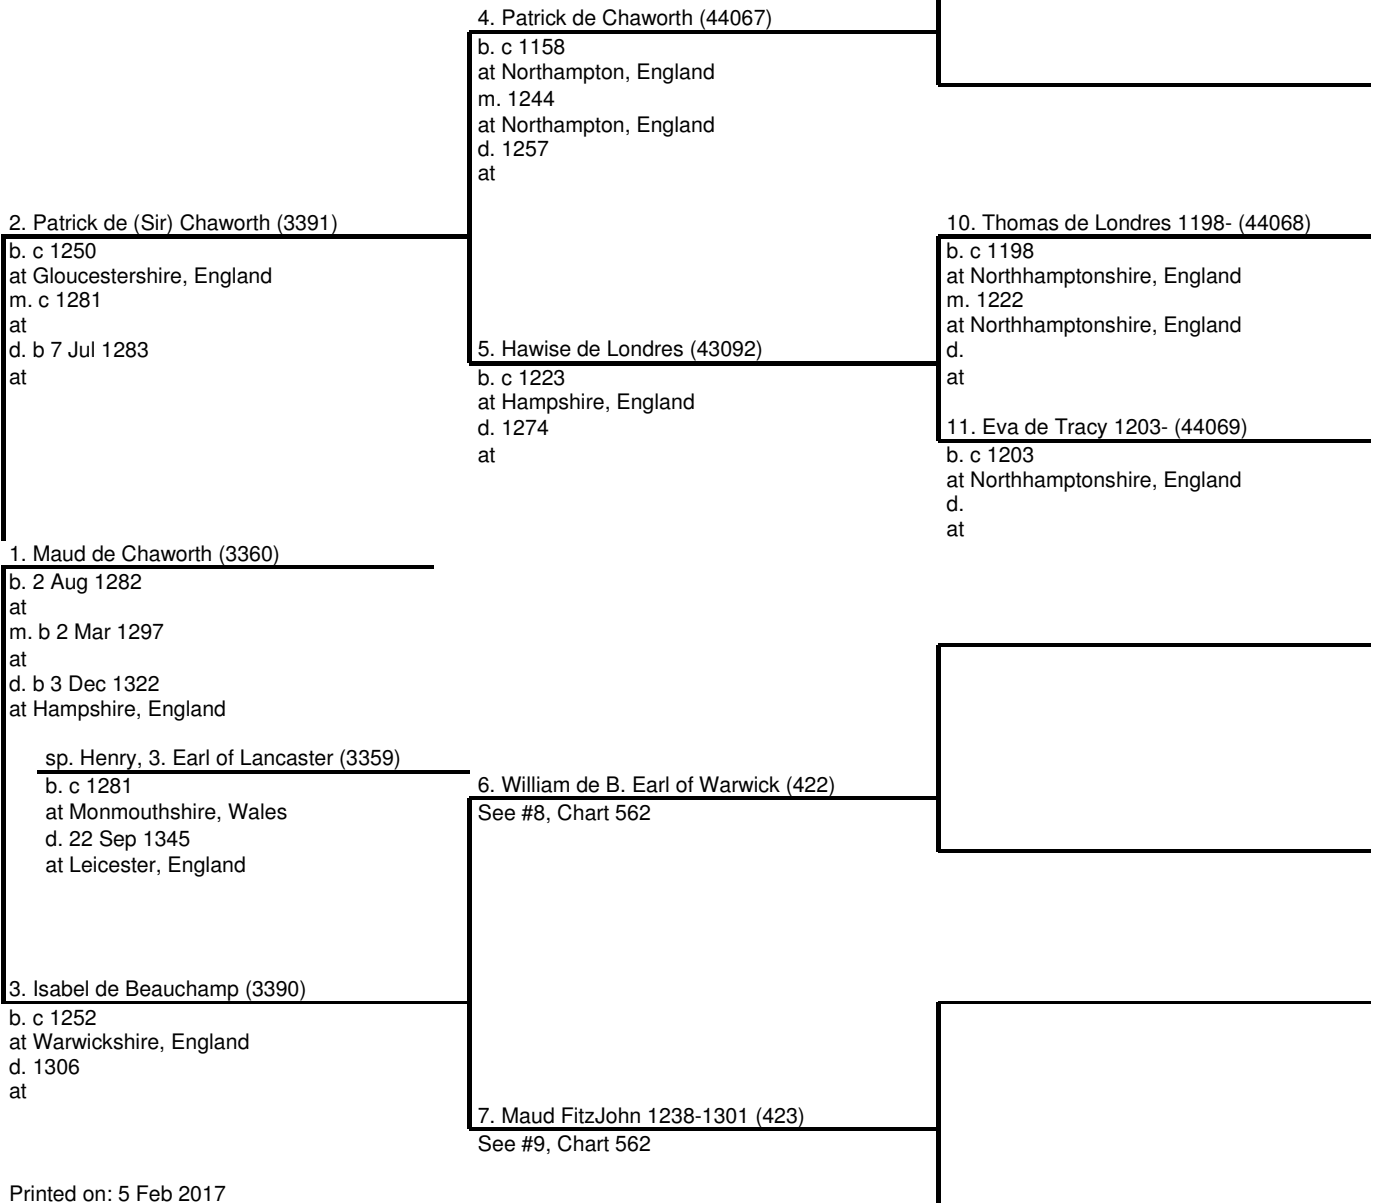 4. Patrick de Chaworth (44067)
b. c 1158
at Northampton, England
m. 1244
at Northampton, England
d. 1257
at
2. Patrick de (Sir) Chaworth (3391)
b. c 1250
at Gloucestershire, England
m. c 1281
at
d. b 7 Jul 1283
at
10. Thomas de Londres 1198- (44068)
b. c 1198
at Northhamptonshire, England
m. 1222
at Northhamptonshire, England
d.
at
5. Hawise de Londres (43092)
b. c 1223
at Hampshire, England
d. 1274
at
11. Eva de Tracy 1203- (44069)
b. c 1203
at Northhamptonshire, England
d.
at
1. Maud de Chaworth (3360)
b. 2 Aug 1282
at
m. b 2 Mar 1297
at
d. b 3 Dec 1322
at Hampshire, England
sp. Henry, 3. Earl of Lancaster (3359)
b. c 1281
at Monmouthshire, Wales
d. 22 Sep 1345
at Leicester, England
6. William de B. Earl of Warwick (422)
See #8, Chart 562
3. Isabel de Beauchamp (3390)
b. c 1252
at Warwickshire, England
d. 1306
at
7. Maud FitzJohn 1238-1301 (423)
See #9, Chart 562
Printed on: 5 Feb 2017